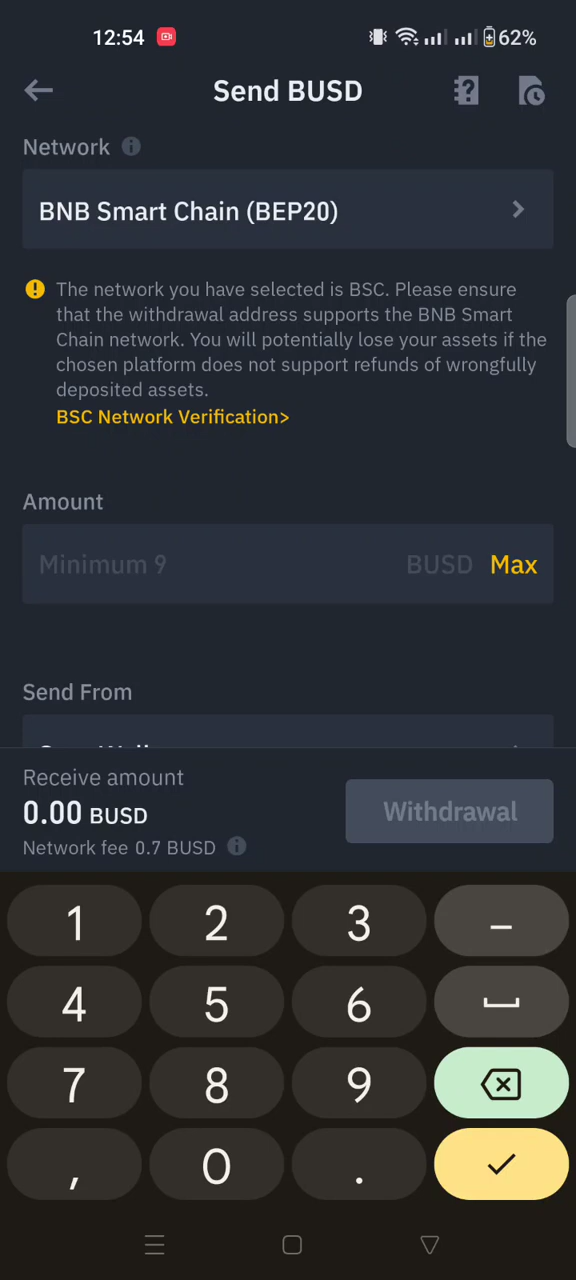 12:54
62%
Send BUSD
Network
BNB Smart Chain (BEP20)
The network you have selected is BSC. Please ensure
that the withdrawal address supports the BNB Smart
Chain network. You will potentially lose your assets if the
chosen platform does not support refunds of wrongfully
deposited assets.
BSC Network Verification>
Amount
Minimum 9 BUSD Max
Send From
Receive amount
0.00 BUSD
Withdrawal
Network fee 0.7 BUSD
1 2 3 –
4 5 6
7 8 9
, 0 .